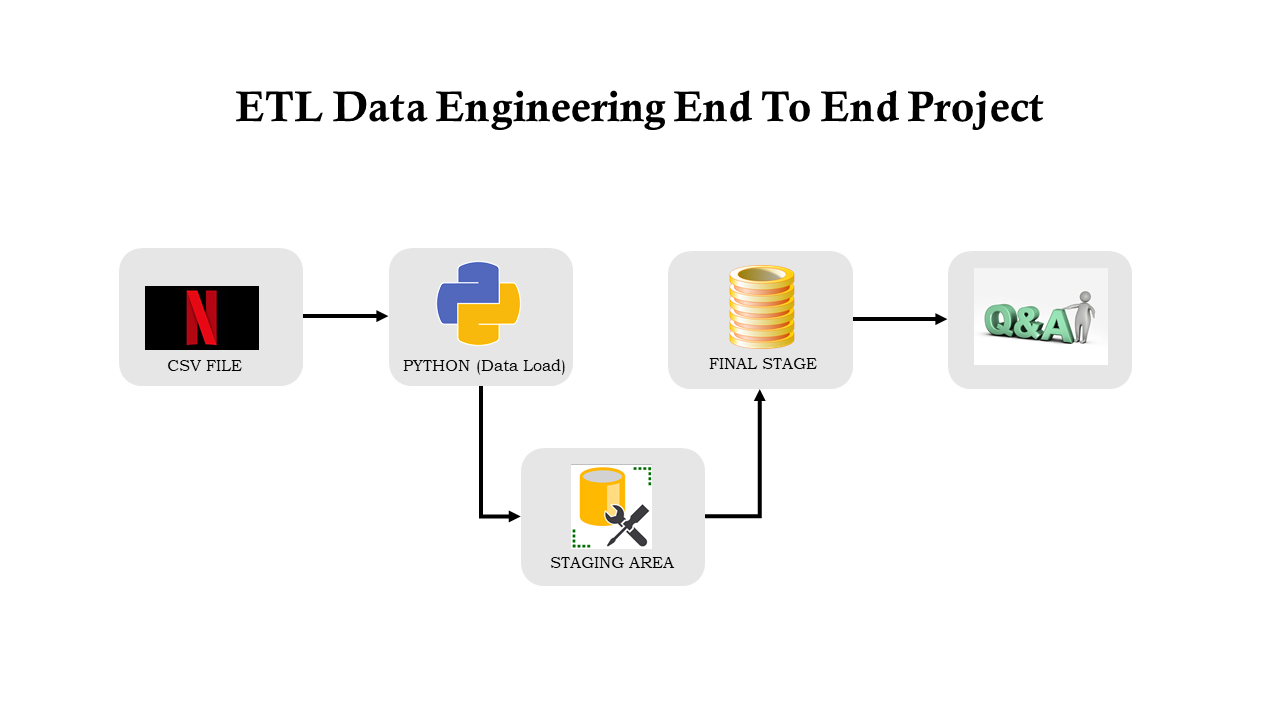 ETL Data Engineering End To End Project
N
CSV FILE
PYTHON (Data Load)
STAGING AREA
FINAL STAGE
Q&A